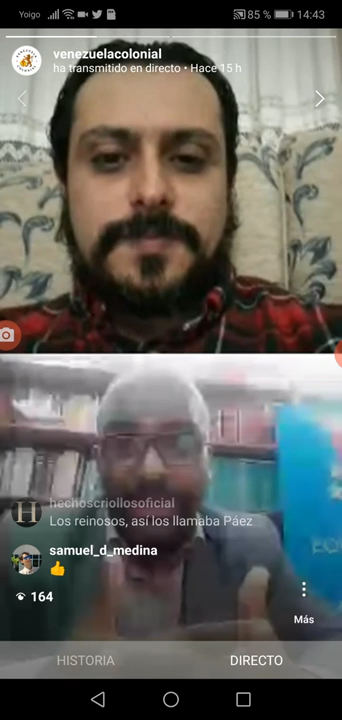 Yoigo
85 %
14:43
venezuelacolonial
ha transmitido en directo • Hace 15 h
hechoscriollosoficial
Los reinosos, así los llamaba Páez
samuel_d_medina
164
Más
HISTORIA
DIRECTO